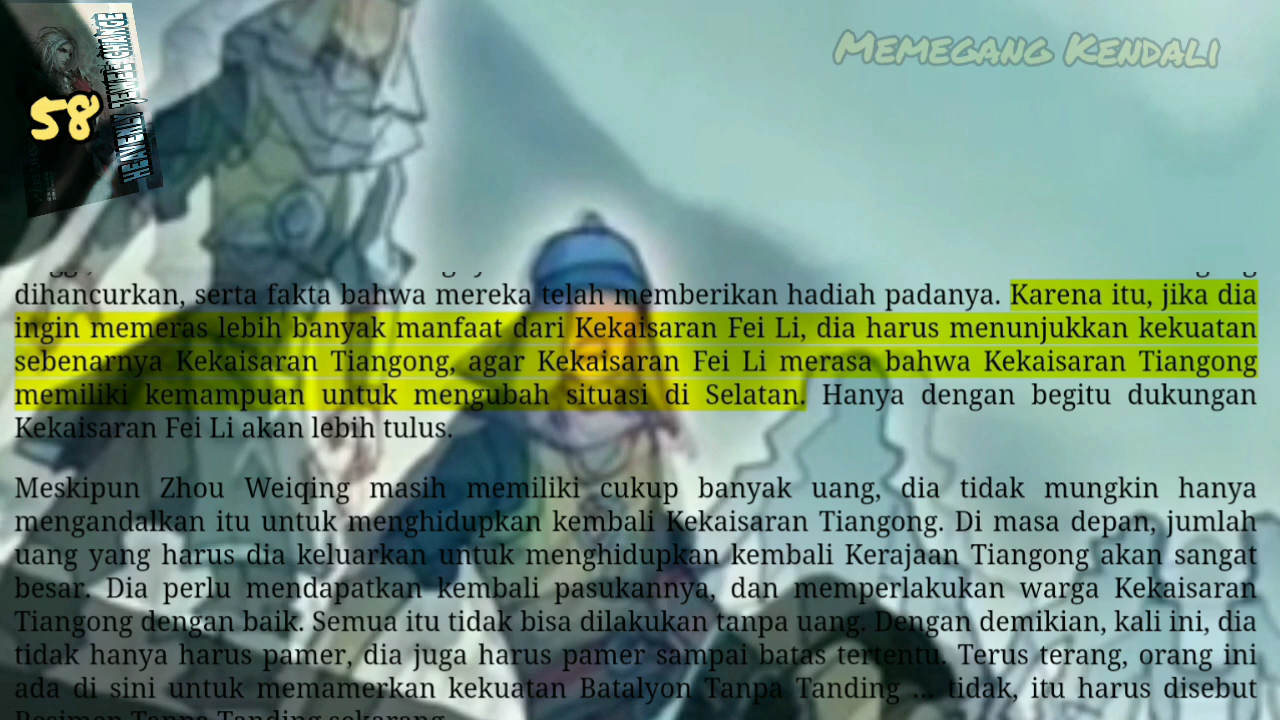 Memegang Kendali
58
HEAVENLY JEWEL CHANGE
dihancurkan, serta fakta bahwa mereka telah memberikan hadiah padanya. Karena itu, jika dia
ingin memeras lebih banyak manfaat dari Kekaisaran Fei Li, dia harus menunjukkan kekuatan
sebenarnya Kekaisaran Tiangong, agar Kekaisaran Fei Li merasa bahwa Kekaisaran Tiangong
memiliki kemampuan untuk mengubah situasi di Selatan. Hanya dengan begitu dukungan
Kekaisaran Fei Li akan lebih tulus.
Meskipun Zhou Weiqing masih memiliki cukup banyak uang, dia tidak mungkin hanya
mengandalkan itu untuk menghidupkan kembali Kekaisaran Tiangong. Di masa depan, jumlah
uang yang harus dia keluarkan untuk menghidupkan kembali Kerajaan Tiangong akan sangat
besar. Dia perlu mendapatkan kembali pasukannya, dan memperlakukan warga Kekaisaran
Tiangong dengan baik. Semua itu tidak bisa dilakukan tanpa uang. Dengan demikian, kali ini, dia
tidak hanya harus pamer, dia juga harus pamer sampai batas tertentu. Terus terang, orang ini
ada di sini untuk memamerkan kekuatan Batalyon Tanpa Tanding ... tidak, itu harus disebut
Resimen Tanpa Tanding sekarang.